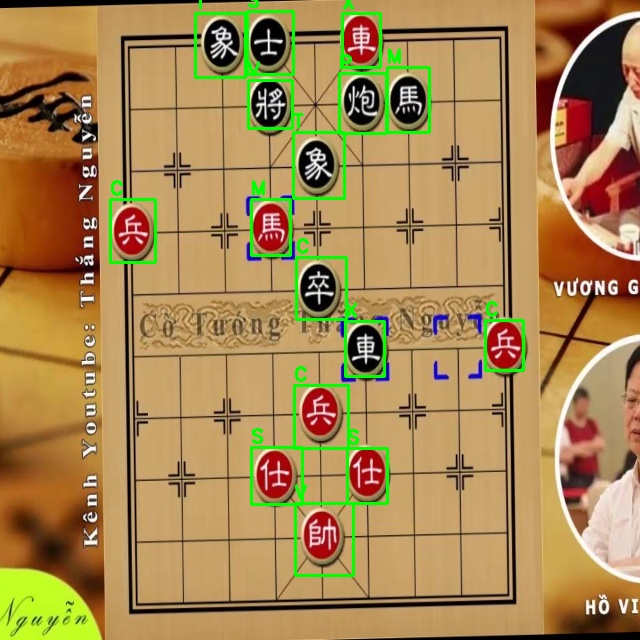 象 士 車
將 炮 馬
象
兵 馬
卒
Cờ Tướng
車 兵
兵
仕 仕
帥
Kênh Youtube: Thắng Nguyễn
VƯƠNG G
HỒ VI
Nguyễn
T S X
V P M
T
C M
C
X C
C
S S
V